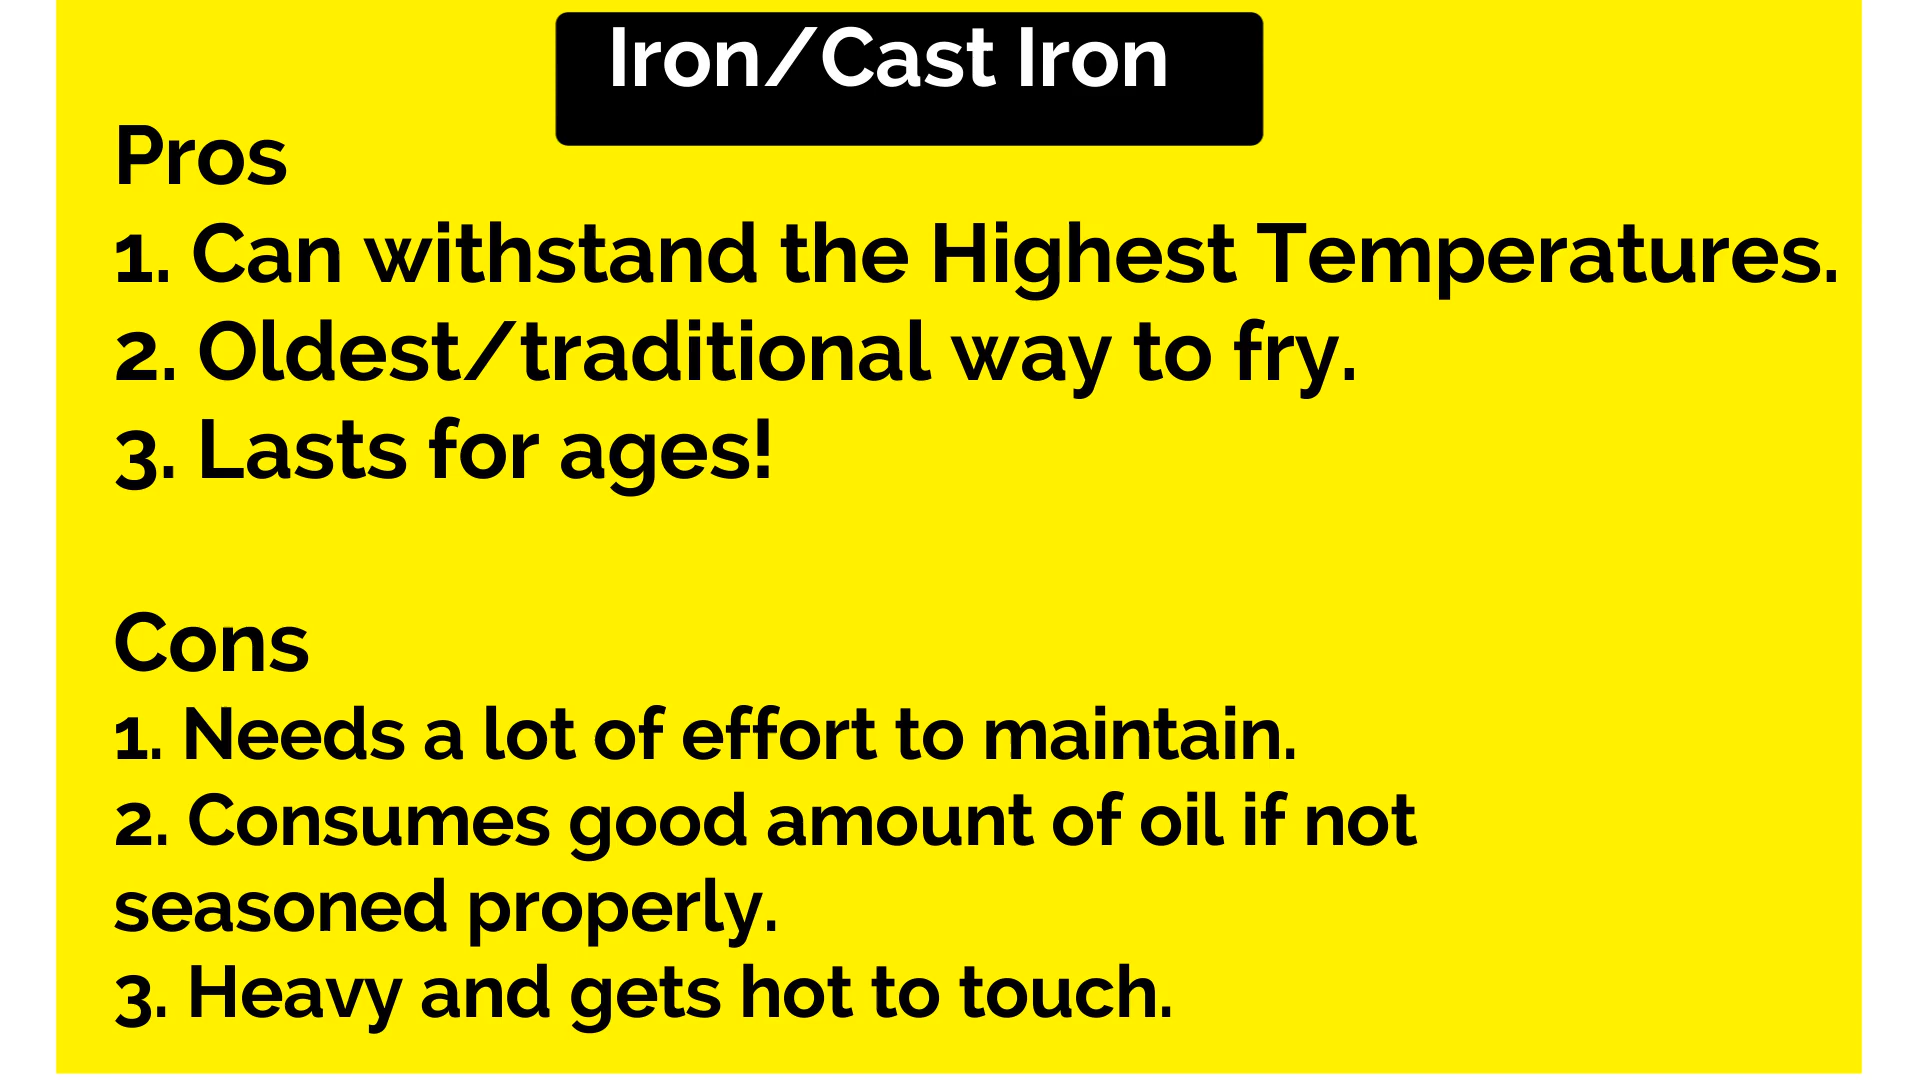 Iron/Cast Iron
Pros
1. Can withstand the Highest Temperatures.
2. Oldest/traditional way to fry.
3. Lasts for ages!
Cons
1. Needs a lot of effort to maintain.
2. Consumes good amount of oil if not
seasoned properly.
3. Heavy and gets hot to touch.